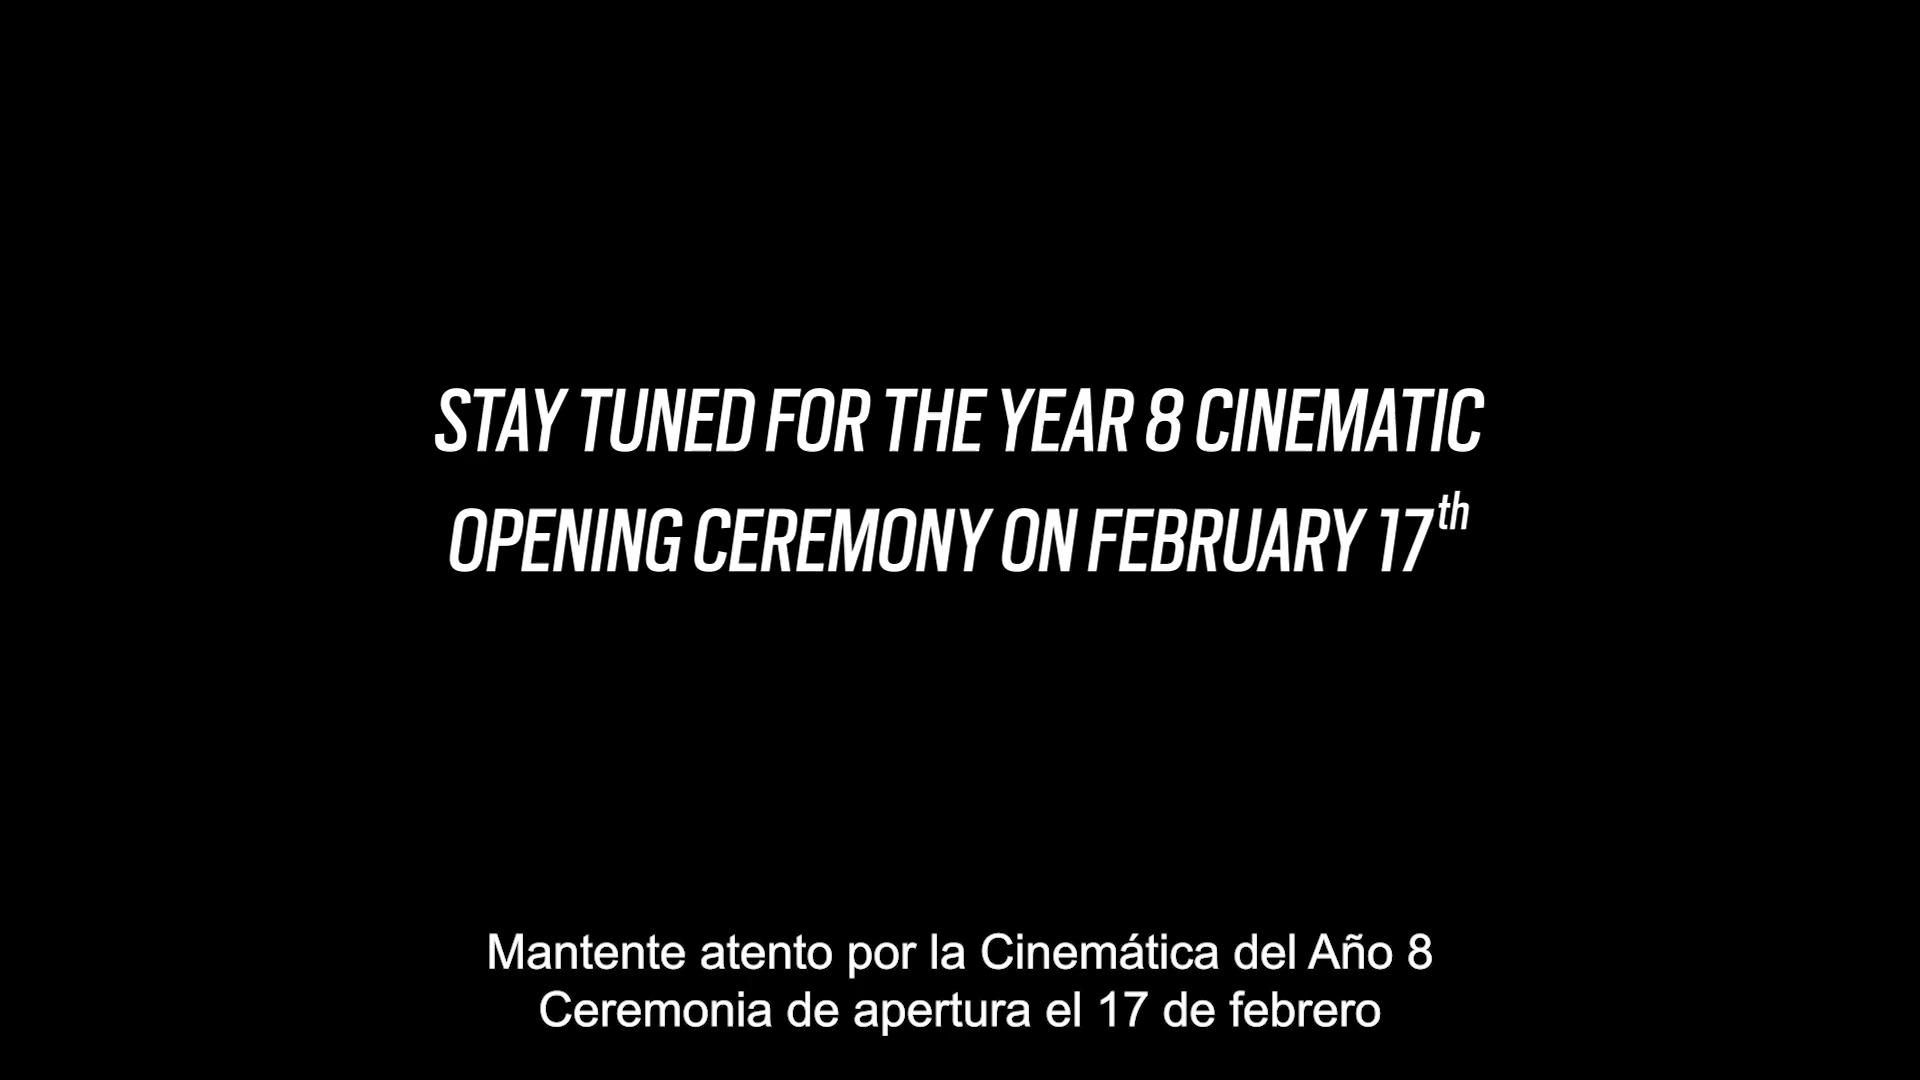 STAY TUNED FOR THE YEAR 8 CINEMATIC
OPENING CEREMONY ON FEBRUARY 17th
Mantente atento por la Cinemática del Año 8
Ceremonia de apertura el 17 de febrero